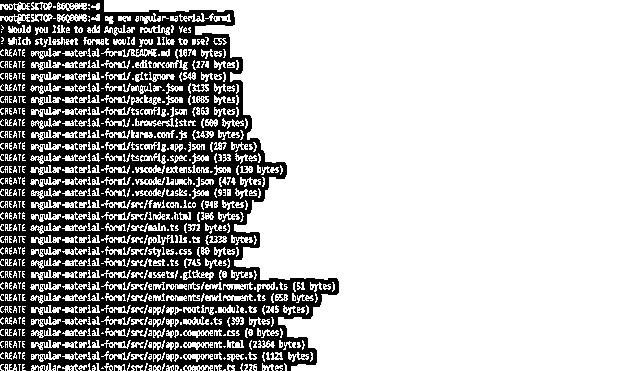 root@DESKTOP-B6Q00MB:~#
root@DESKTOP-B6Q00MB:~# ng new angular-material-form1
? Would you like to add Angular routing? Yes
? Which stylesheet format would you like to use? CSS
CREATE angular-material-form1/README.md (1074 bytes)
CREATE angular-material-form1/.editorconfig (274 bytes)
CREATE angular-material-form1/.gitignore (548 bytes)
CREATE angular-material-form1/angular.json (3135 bytes)
CREATE angular-material-form1/package.json (1085 bytes)
CREATE angular-material-form1/tsconfig.json (863 bytes)
CREATE angular-material-form1/.browserslistrc (600 bytes)
CREATE angular-material-form1/karma.conf.js (1439 bytes)
CREATE angular-material-form1/tsconfig.app.json (287 bytes)
CREATE angular-material-form1/tsconfig.spec.json (333 bytes)
CREATE angular-material-form1/.vscode/extensions.json (130 bytes)
CREATE angular-material-form1/.vscode/launch.json (474 bytes)
CREATE angular-material-form1/.vscode/tasks.json (938 bytes)
CREATE angular-material-form1/src/favicon.ico (948 bytes)
CREATE angular-material-form1/src/index.html (306 bytes)
CREATE angular-material-form1/src/main.ts (372 bytes)
CREATE angular-material-form1/src/polyfills.ts (2338 bytes)
CREATE angular-material-form1/src/styles.css (80 bytes)
CREATE angular-material-form1/src/test.ts (745 bytes)
CREATE angular-material-form1/src/assets/.gitkeep (0 bytes)
CREATE angular-material-form1/src/environments/environment.prod.ts (51 bytes)
CREATE angular-material-form1/src/environments/environment.ts (658 bytes)
CREATE angular-material-form1/src/app/app-routing.module.ts (245 bytes)
CREATE angular-material-form1/src/app/app.module.ts (393 bytes)
CREATE angular-material-form1/src/app/app.component.css (0 bytes)
CREATE angular-material-form1/src/app/app.component.html (23364 bytes)
CREATE angular-material-form1/src/app/app.component.spec.ts (1121 bytes)
CREATE angular-material-form1/src/app/app.component.ts (226 bytes)